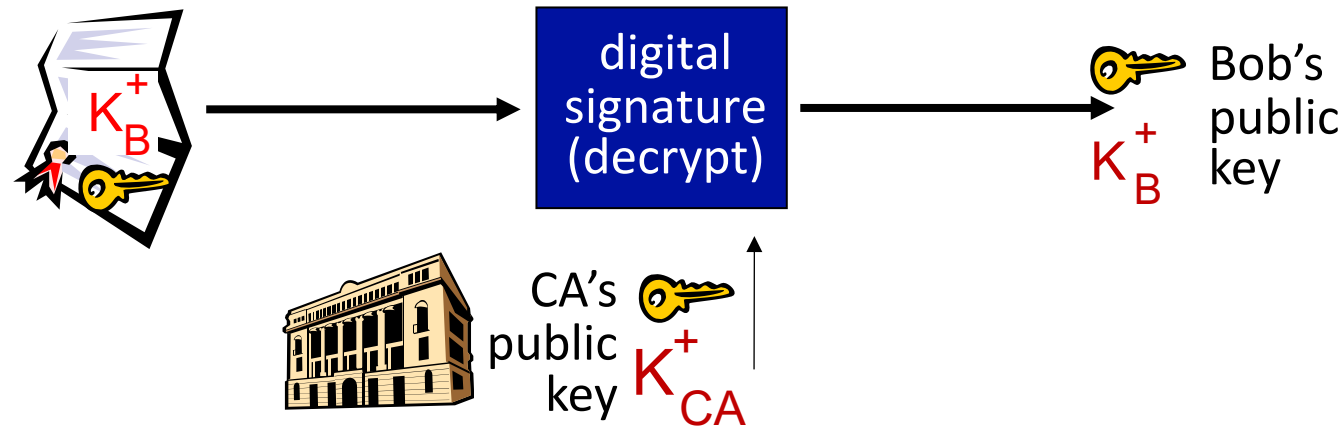 K+B
digital
signature
(decrypt)
Bob's
public
key
K+B
CA's
public
key
K+CA